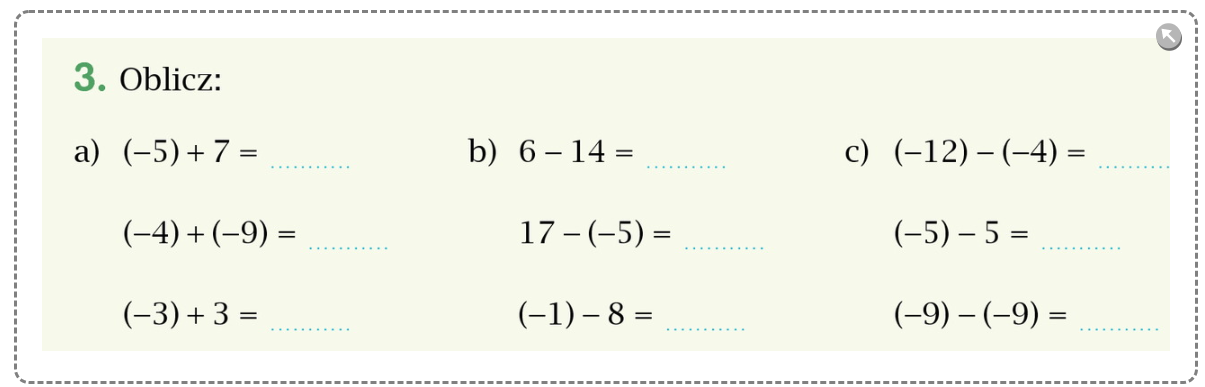 3. Oblicz:
a) (–5) + 7 = ........... b) 6 – 14 = ........... c) (–12) – (–4) = ..........
(–4) + (–9) = ........... 17 – (–5) = ........... (–5) – 5 = ...........
(–3) + 3 = ........... (–1) – 8 = ........... (–9) – (–9) = ...........